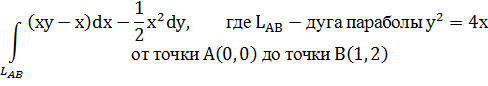 ∫ (xy − x)dx − 1/2 x² dy, где L_AB − дуга параболы y² = 4x
L_AB от точки A(0, 0) до точки B(1, 2)